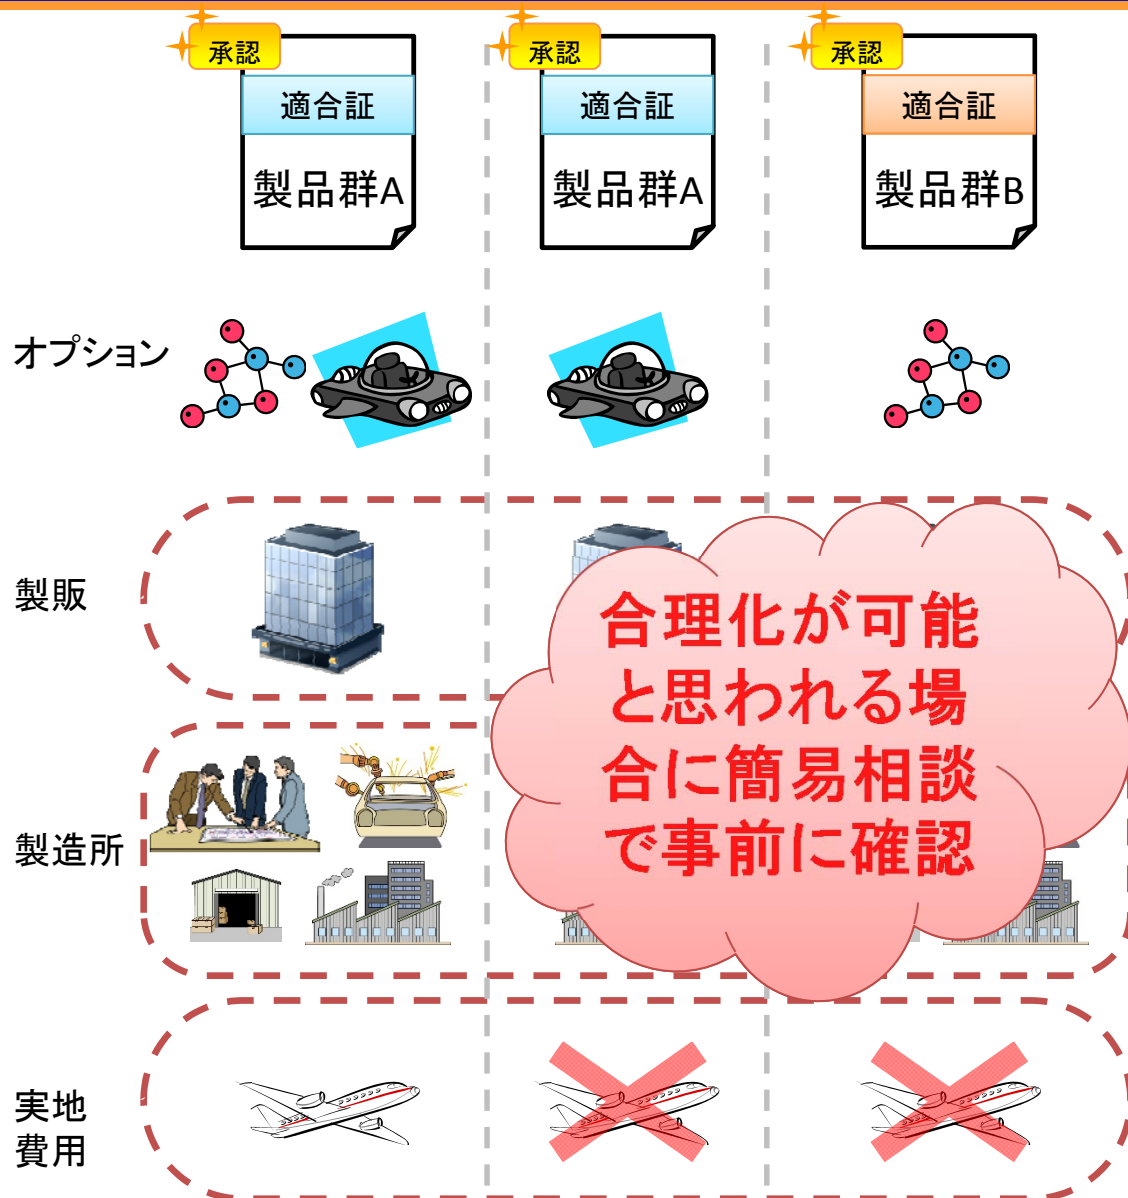 承認
適合証
製品群A
承認
適合証
製品群A
承認
適合証
製品群B
オプション
製販
合理化が可能
と思われる場
合に簡易相談
で事前に確認
製造所
実地
費用